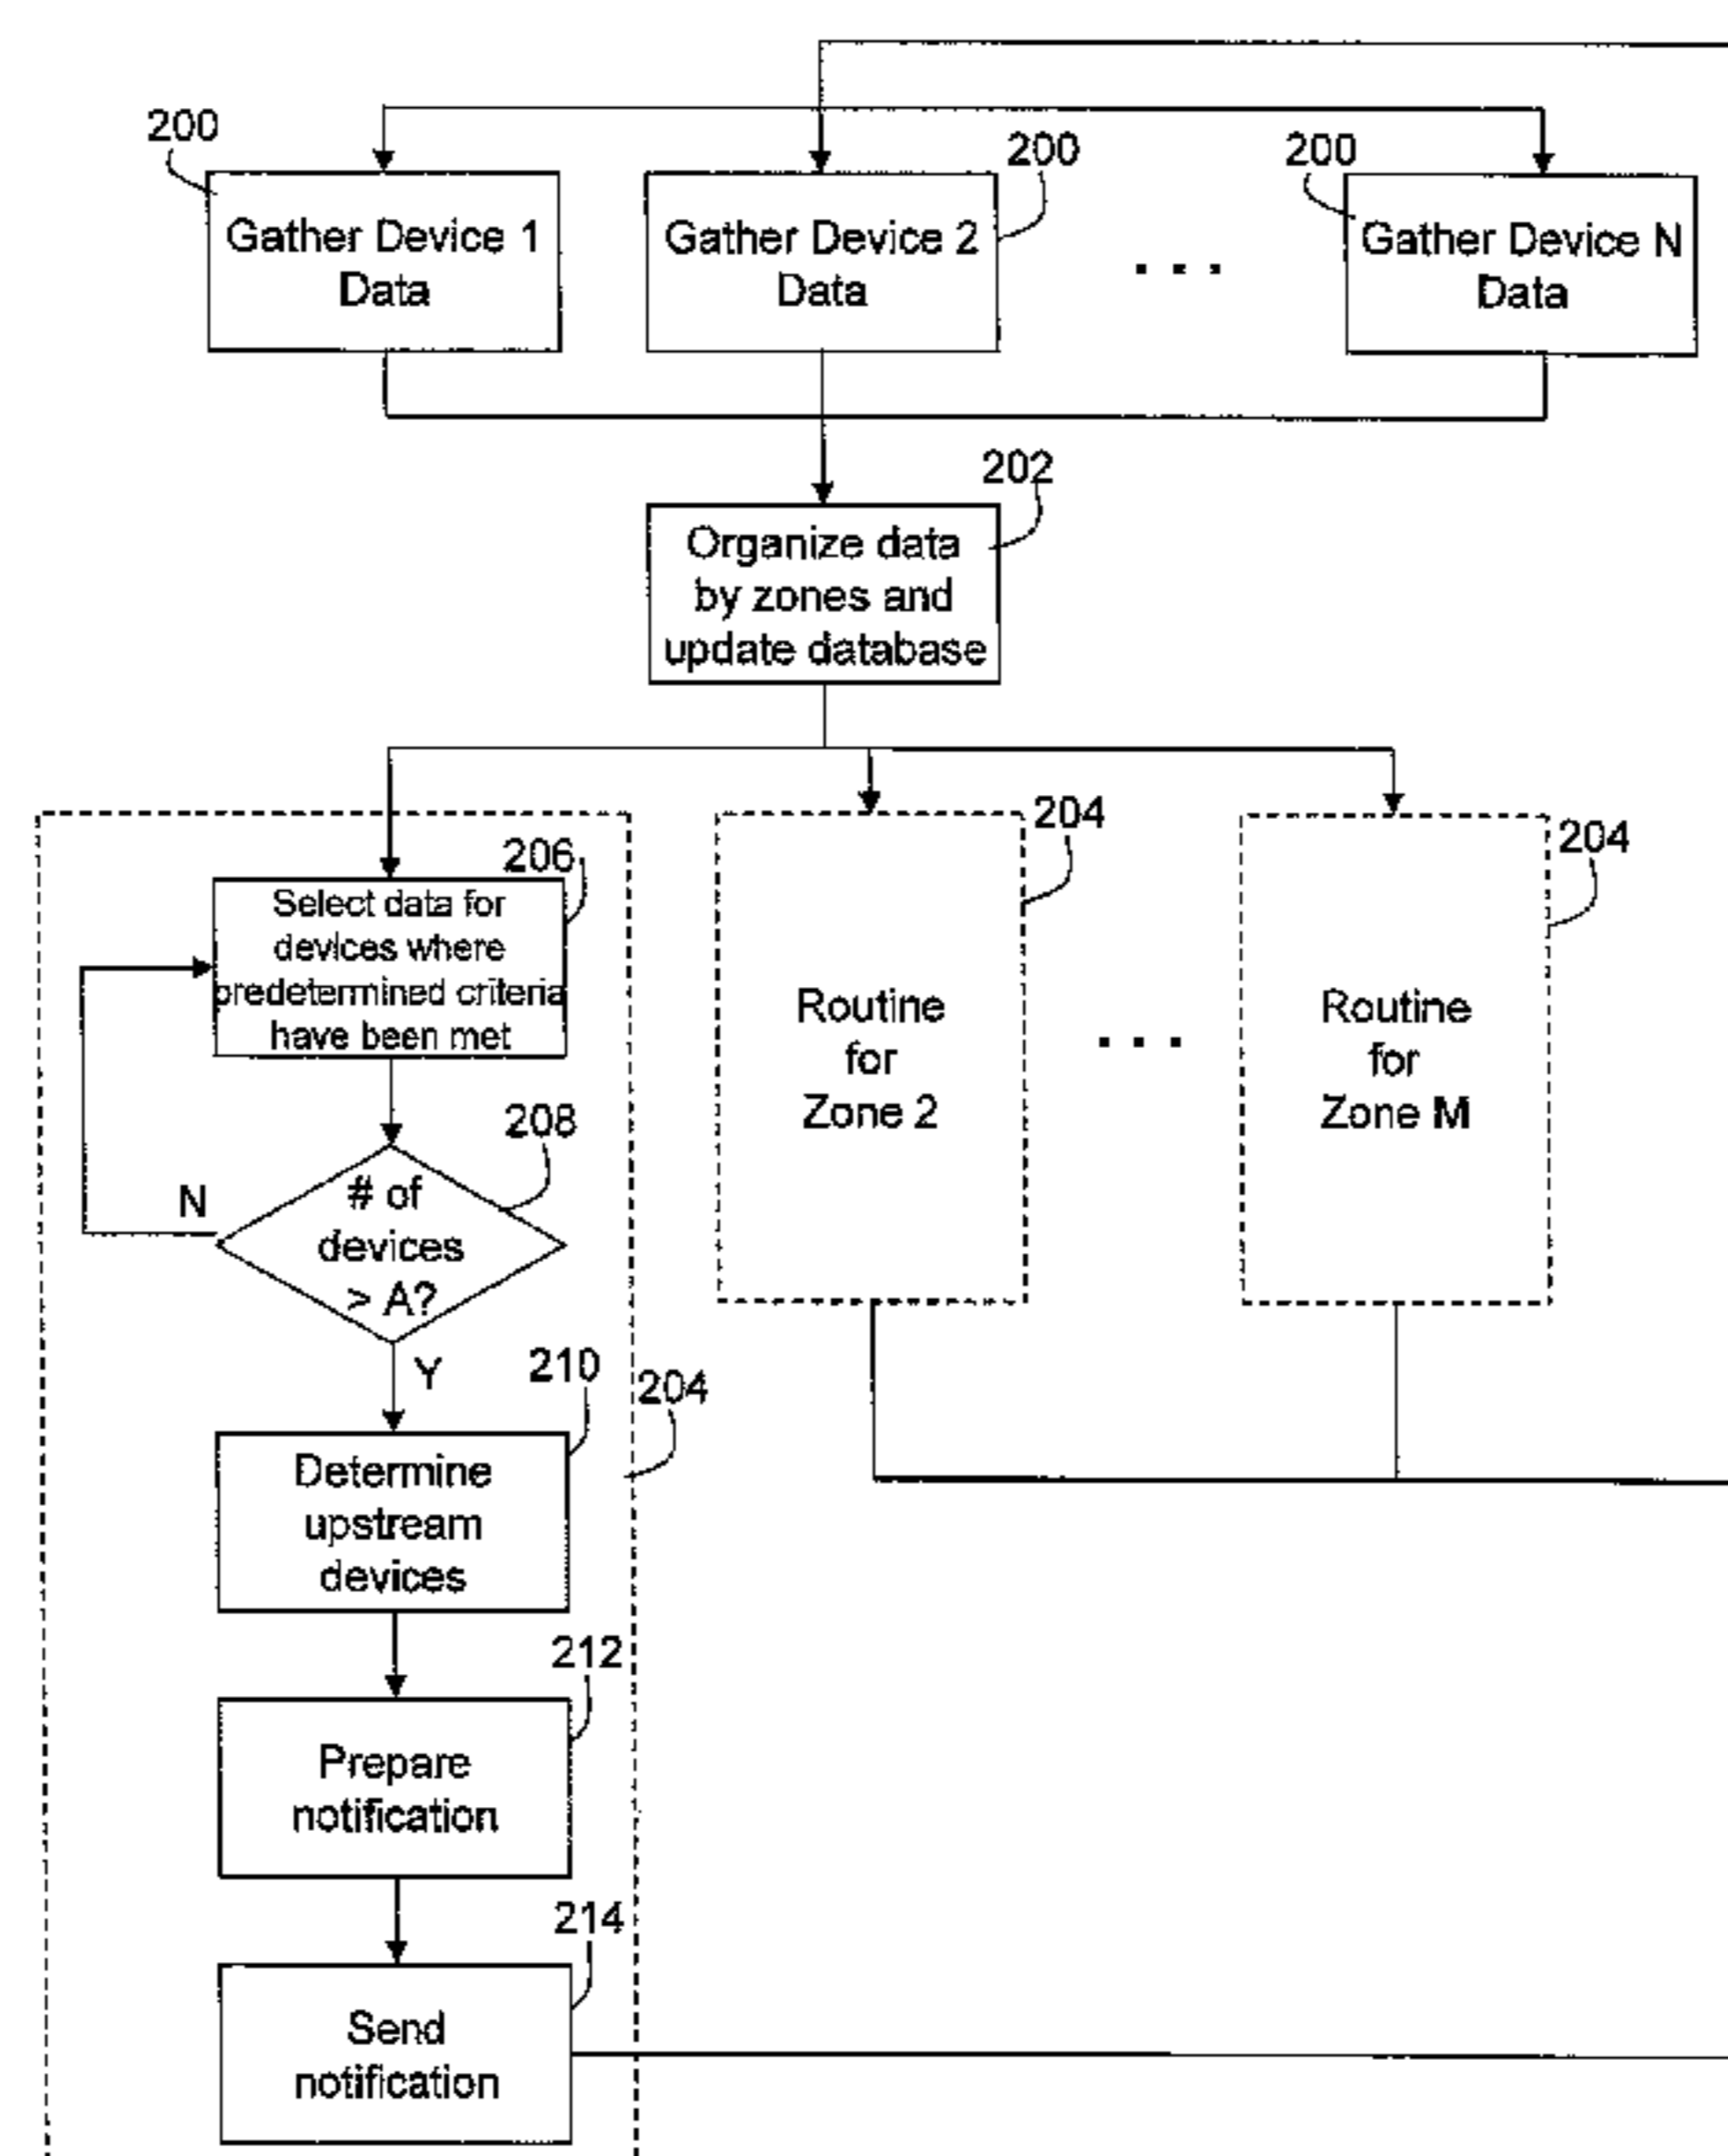 200
200
200
Gather Device 1
Data
Gather Device 2
Data
. . .
Gather Device N
Data
202
Organize data
by zones and
update database
204
204
206
Select data for
devices where
predetermined criteria
have been met
Routine
for
Zone 2
. . .
Routine
for
Zone M
208
N
# of
devices
> A?
Y
210
204
Determine
upstream
devices
212
Prepare
notification
214
Send
notification